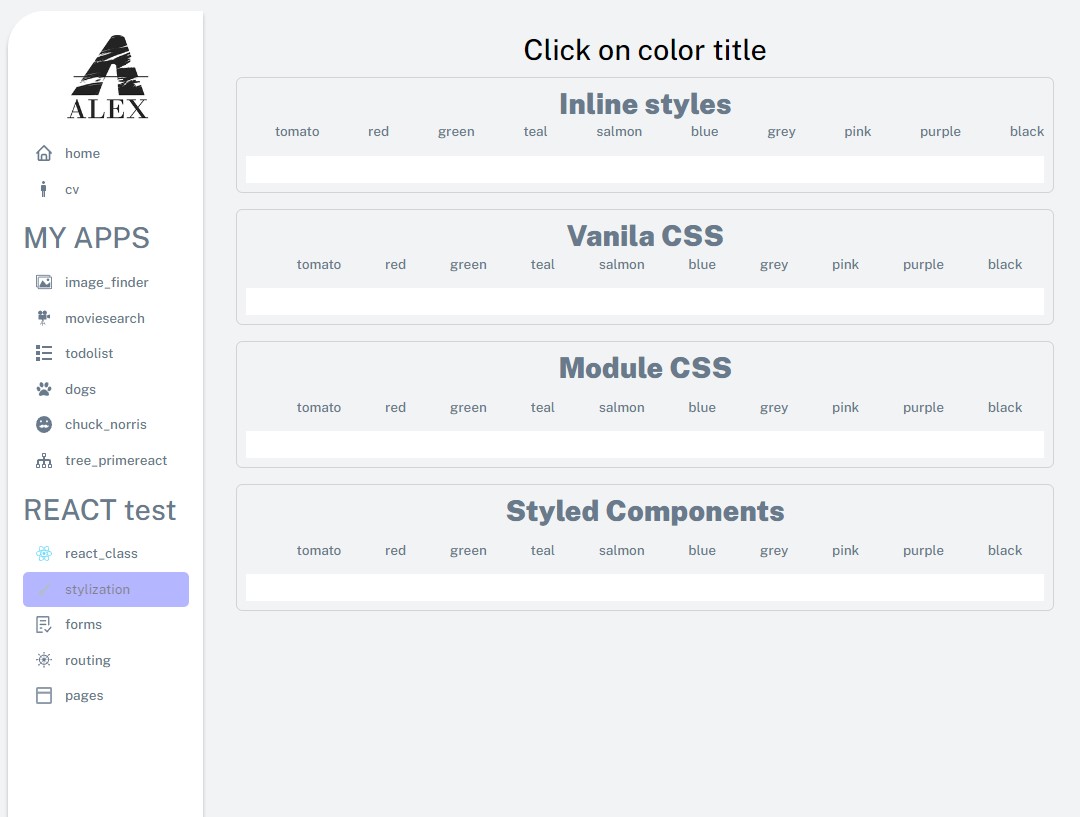 ALEX
home
cv
MY APPS
image_finder
moviesearch
todolist
dogs
chuck_norris
tree_primereact
REACT test
react_class
stylization
forms
routing
pages
Click on color title
Inline styles
tomato red green teal salmon blue grey pink purple black
Vanila CSS
tomato red green teal salmon blue grey pink purple black
Module CSS
tomato red green teal salmon blue grey pink purple black
Styled Components
tomato red green teal salmon blue grey pink purple black